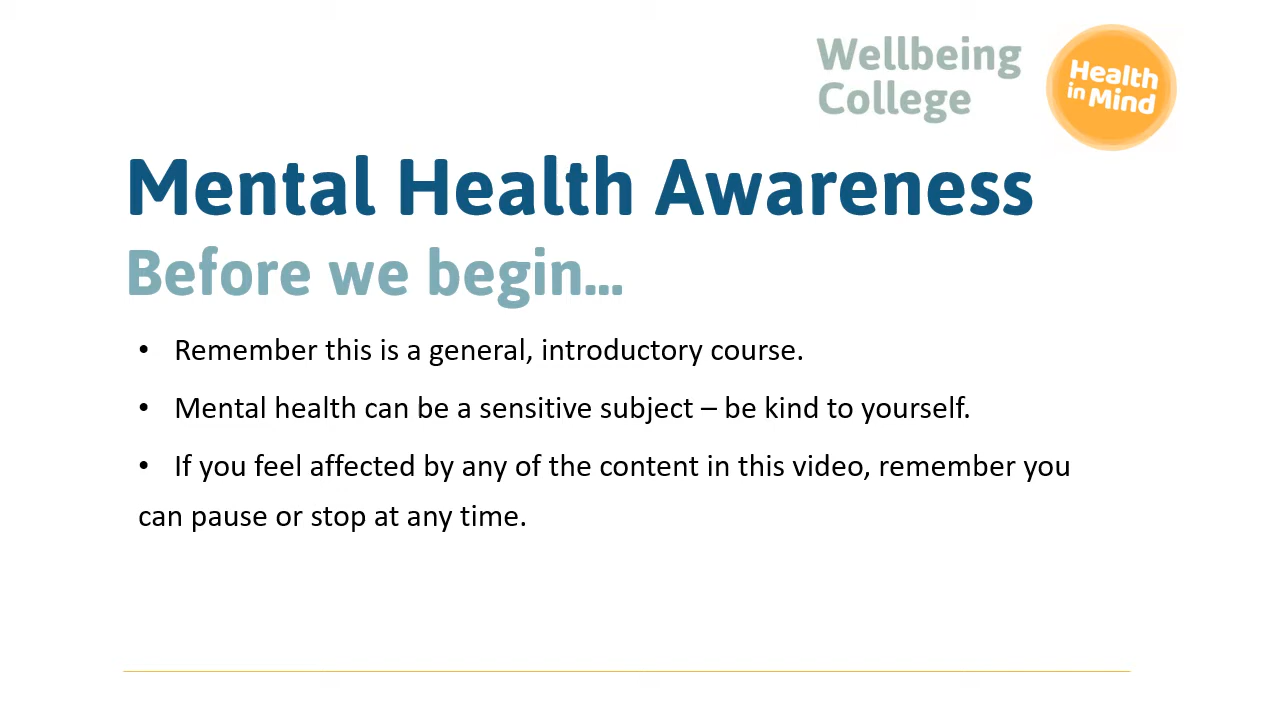 Wellbeing
College
Health
in Mind
Mental Health Awareness
Before we begin...
• Remember this is a general, introductory course.
• Mental health can be a sensitive subject – be kind to yourself.
• If you feel affected by any of the content in this video, remember you
can pause or stop at any time.